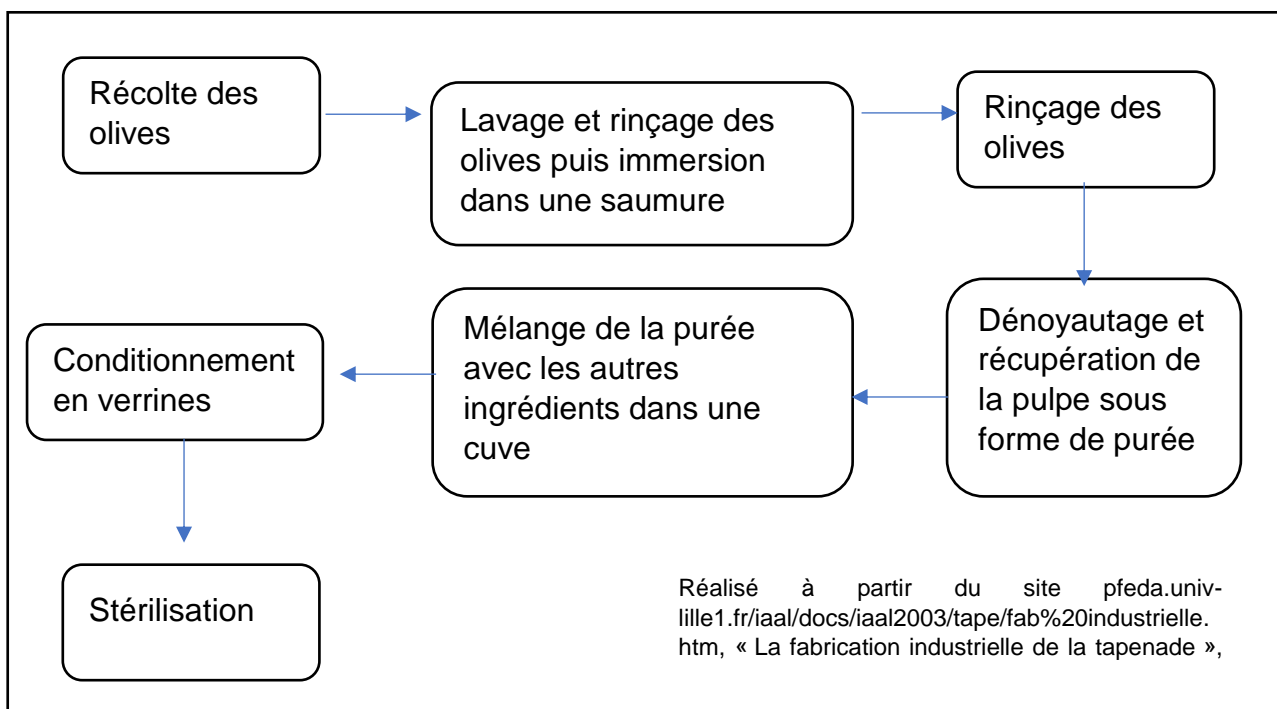 Récolte des
olives
Lavage et rinçage des
olives puis immersion
dans une saumure
Rinçage des
olives
Dénoyautage et
récupération de
la pulpe sous
forme de purée
Mélange de la purée
avec les autres
ingrédients dans une
cuve
Conditionnement
en verrines
Stérilisation
Réalisé à partir du site pfeda.univ-
lille1.fr/iaal/docs/iaal2003/tape/fab%20industrielle.
htm, « La fabrication industrielle de la tapenade »,